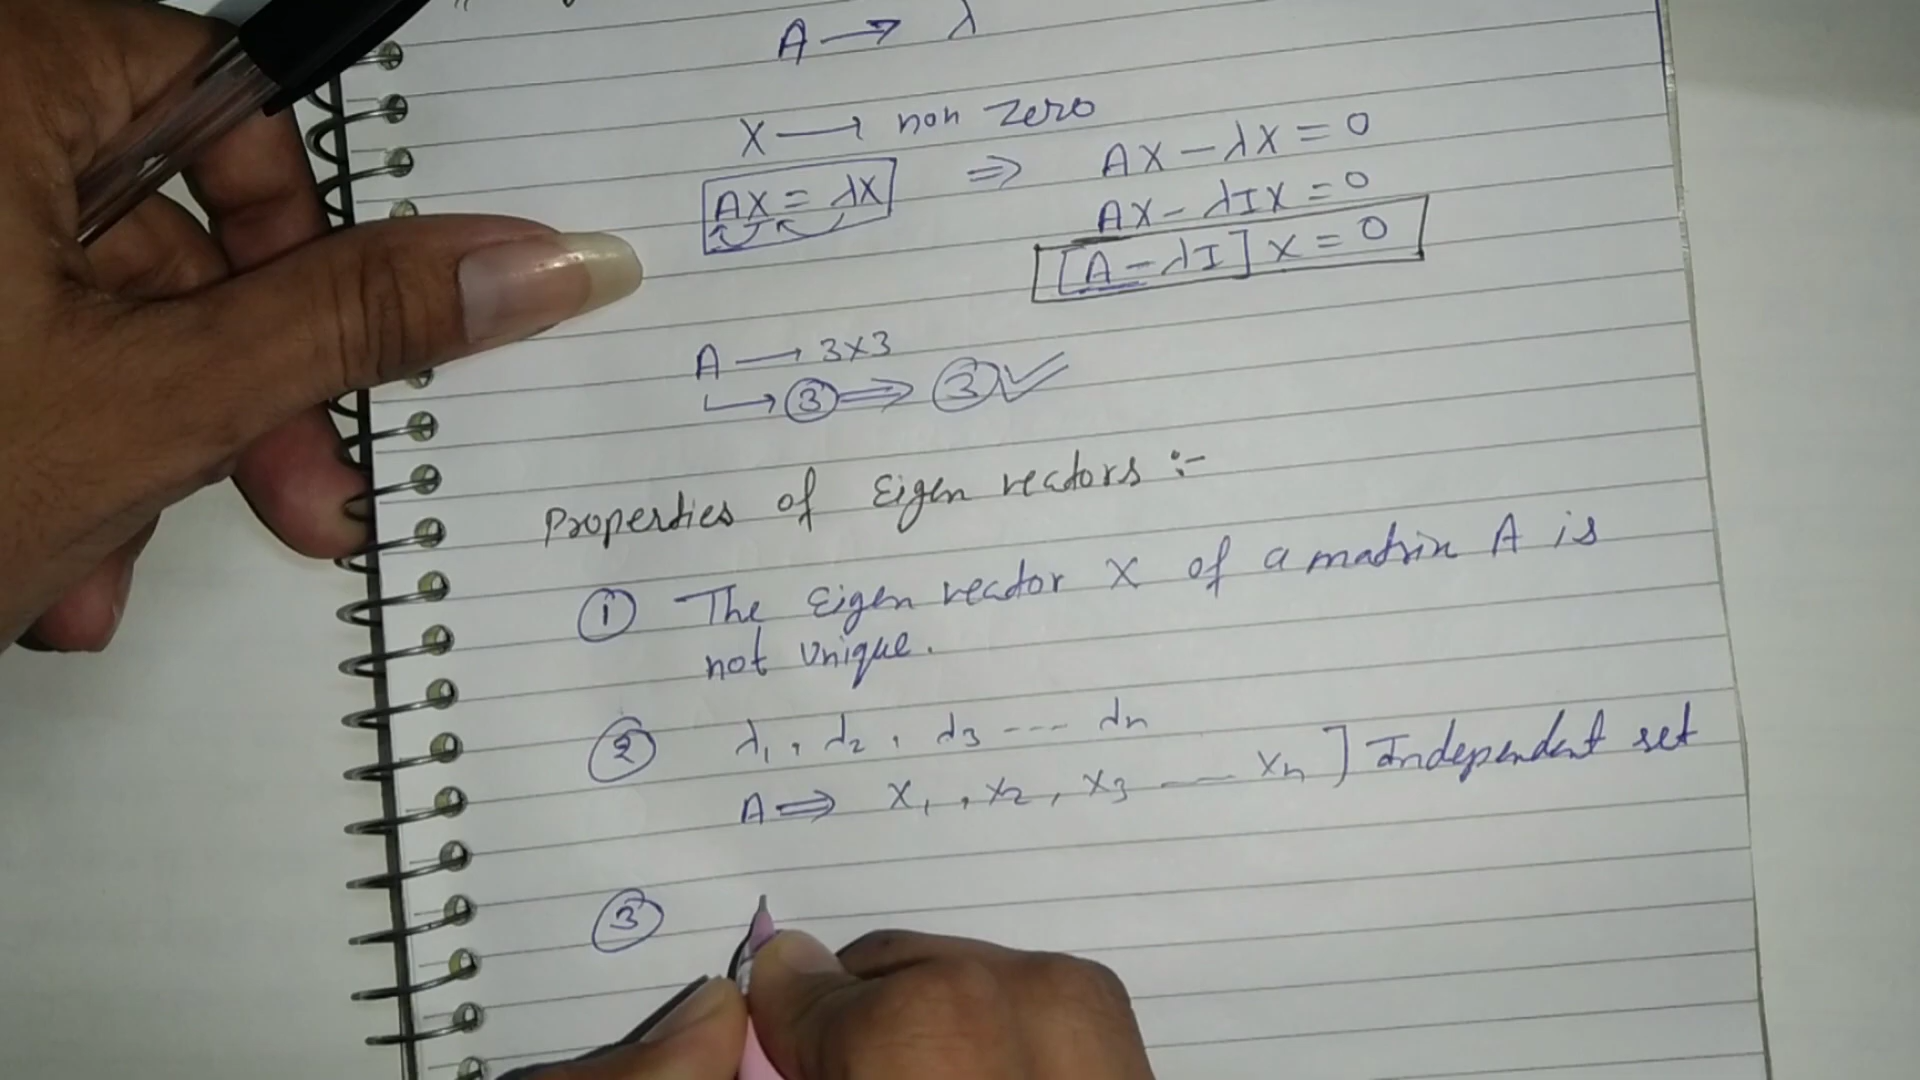 A → λ
X → non zero
AX = λX ⇒ AX - λX = 0
AX - λIX = 0
[A - λI] X = 0
A → 3×3
↳ 3 ⇒ 3 ✓
Properties of Eigen vectors :-
① The Eigen vector X of a matrix A is
not unique.
② λ1, λ2, λ3 --- λn
A ⇒ X1, X2, X3 — Xn ] Independent set
③